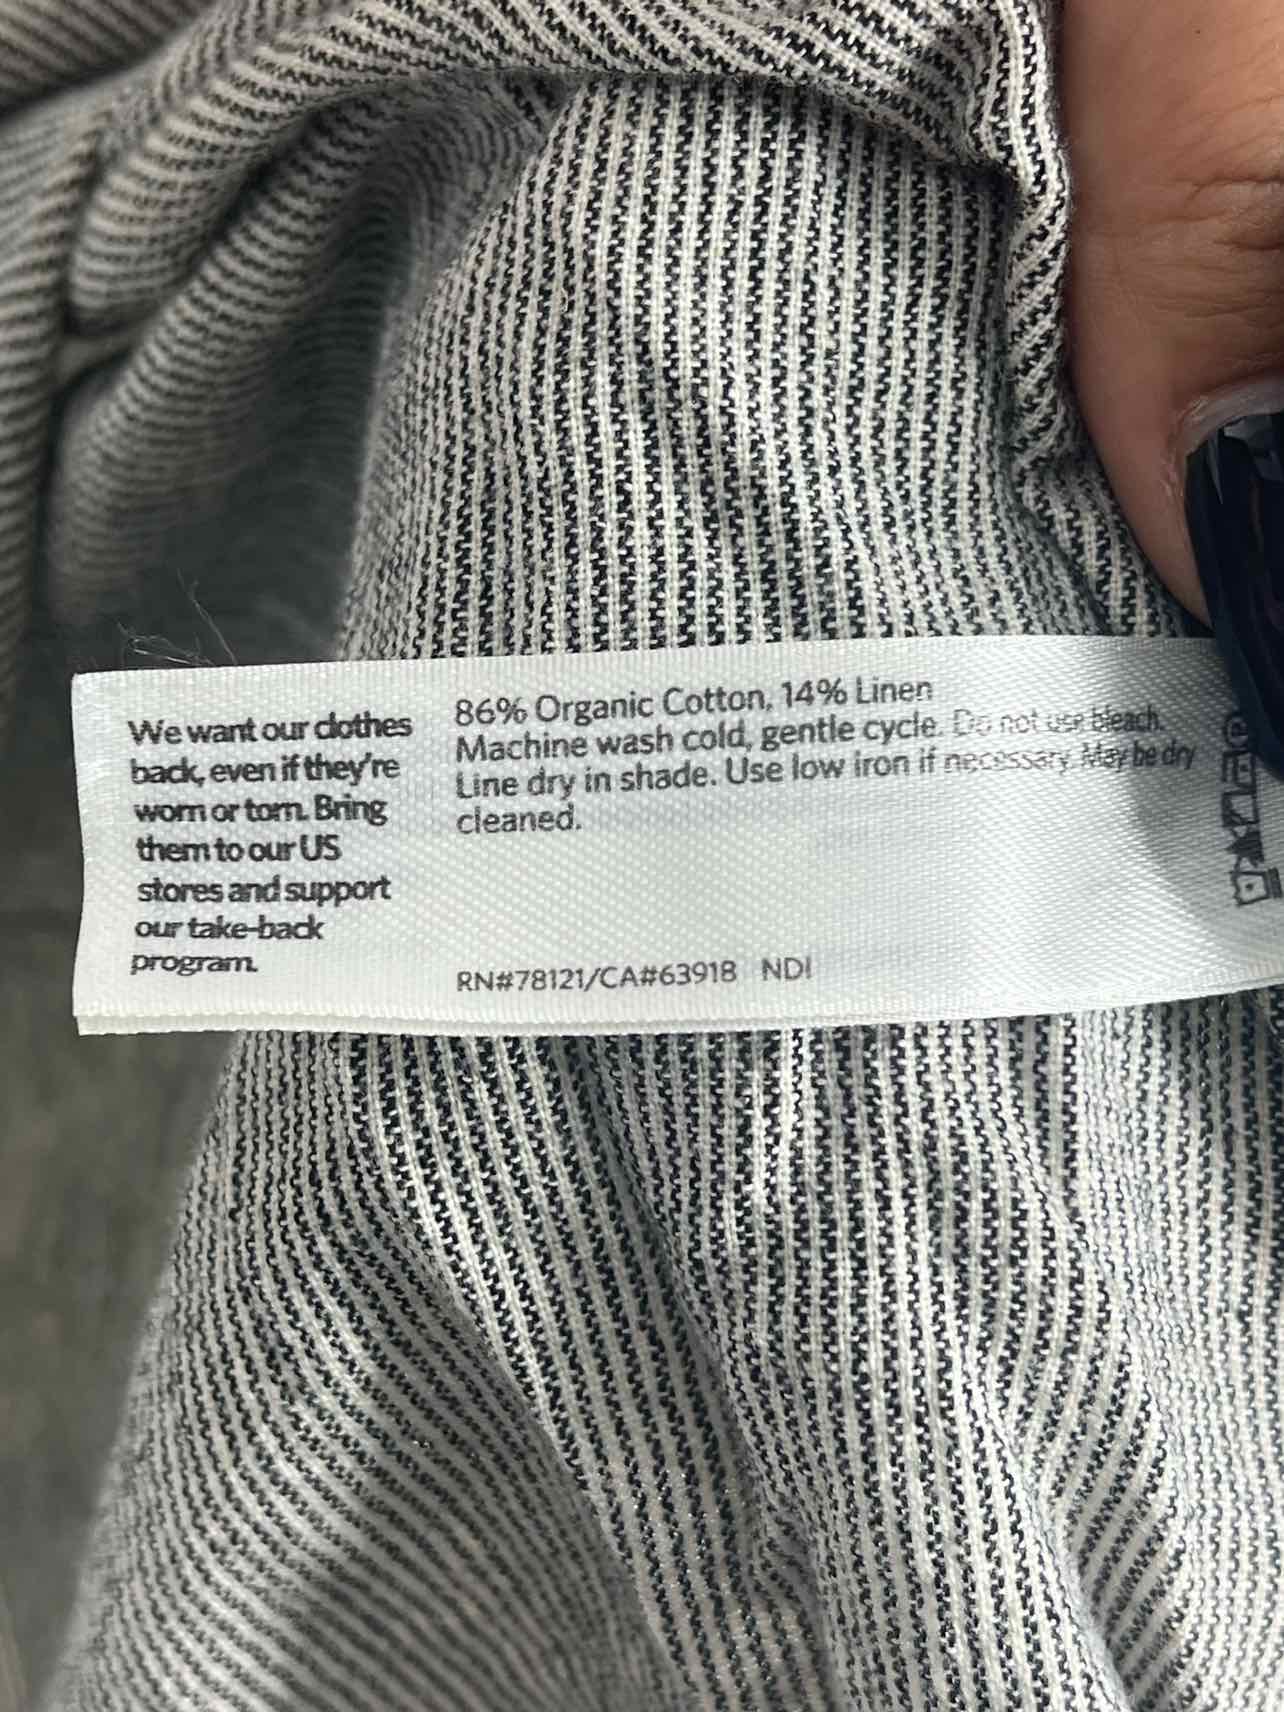 We want our clothes
back, even if they're
worn or torn. Bring
them to our US
stores and support
our take-back
program.
86% Organic Cotton, 14% Linen
Machine wash cold, gentle cycle. Do not use bleach.
Line dry in shade. Use low iron if necessary. May be dry
cleaned.
RN#78121/CA#63918 NDI